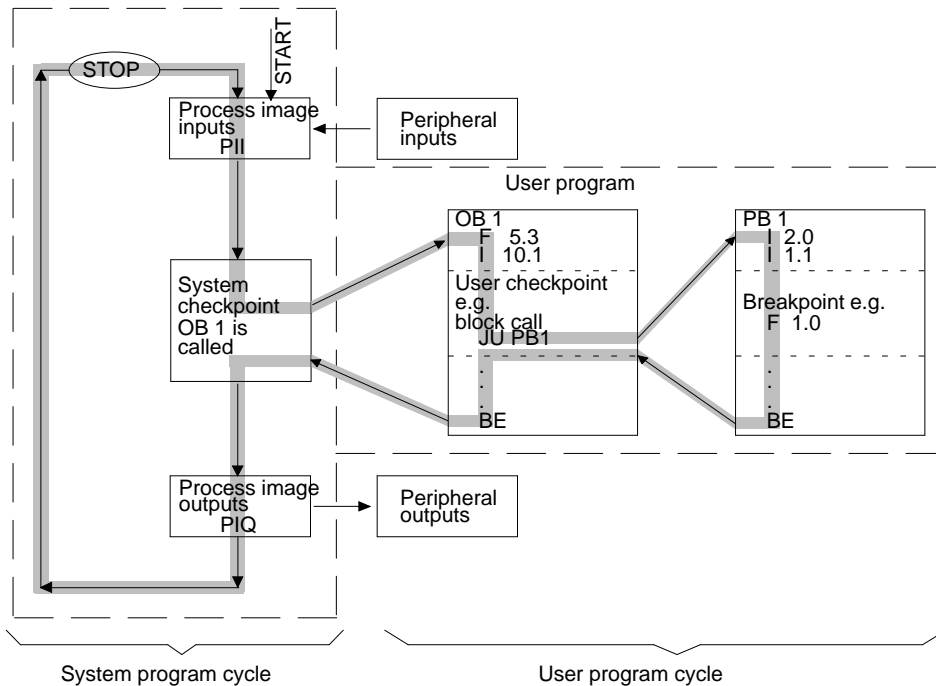 START
STOP
Process image
inputs
PII
Peripheral
inputs
User program
OB 1
F 5.3
I 10.1
User checkpoint
e.g.
block call
JU PB1
.
.
.
BE
PB 1
I 2.0
I 1.1
Breakpoint e.g.
F 1.0
.
.
.
BE
System
checkpoint
OB 1 is
called
Process image
outputs
PIQ
Peripheral
outputs
System program cycle
User program cycle